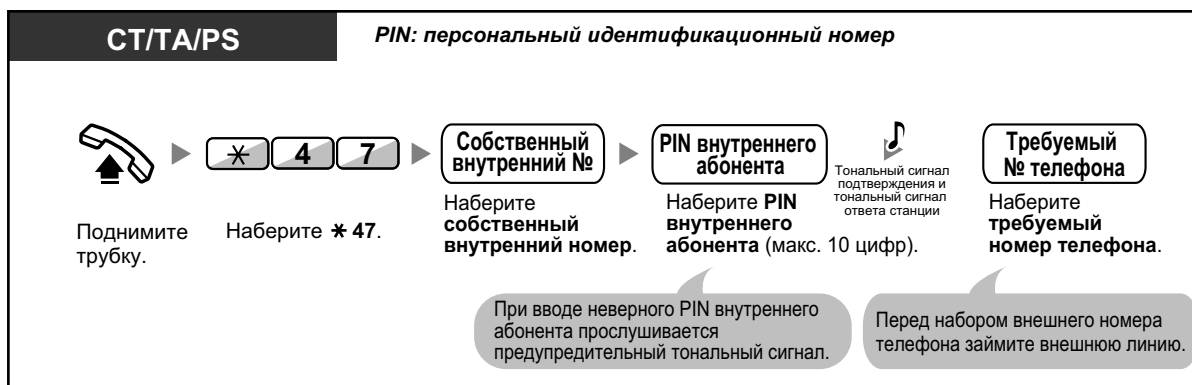 CT/TA/PS
PIN: персональный идентификационный номер
Поднимите
трубку.
* 4 7
Наберите * 47.
Собственный
внутренний №
Наберите
собственный
внутренний номер.
PIN внутреннего
абонента
Наберите PIN
внутреннего
абонента (макс. 10 цифр).
Тональный сигнал
подтверждения и
тональный сигнал
ответа станции
Требуемый
№ телефона
Наберите
требуемый
номер телефона.
При вводе неверного PIN внутреннего
абонента прослушивается
предупредительный тональный сигнал.
Перед набором внешнего номера
телефона займите внешнюю линию.